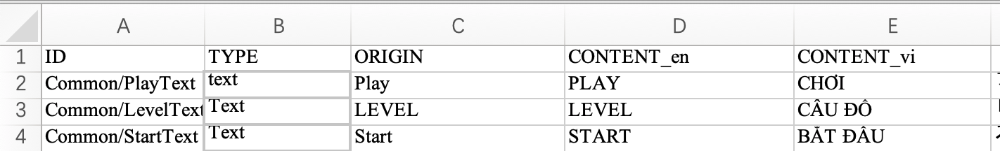 A B C D E
1 ID TYPE ORIGIN CONTENT_en CONTENT_vi
2 Common/PlayText text Play PLAY CHƠI
3 Common/LevelText Text LEVEL LEVEL CÂU ĐÔ
4 Common/StartText Text Start START BẮT ĐÂU